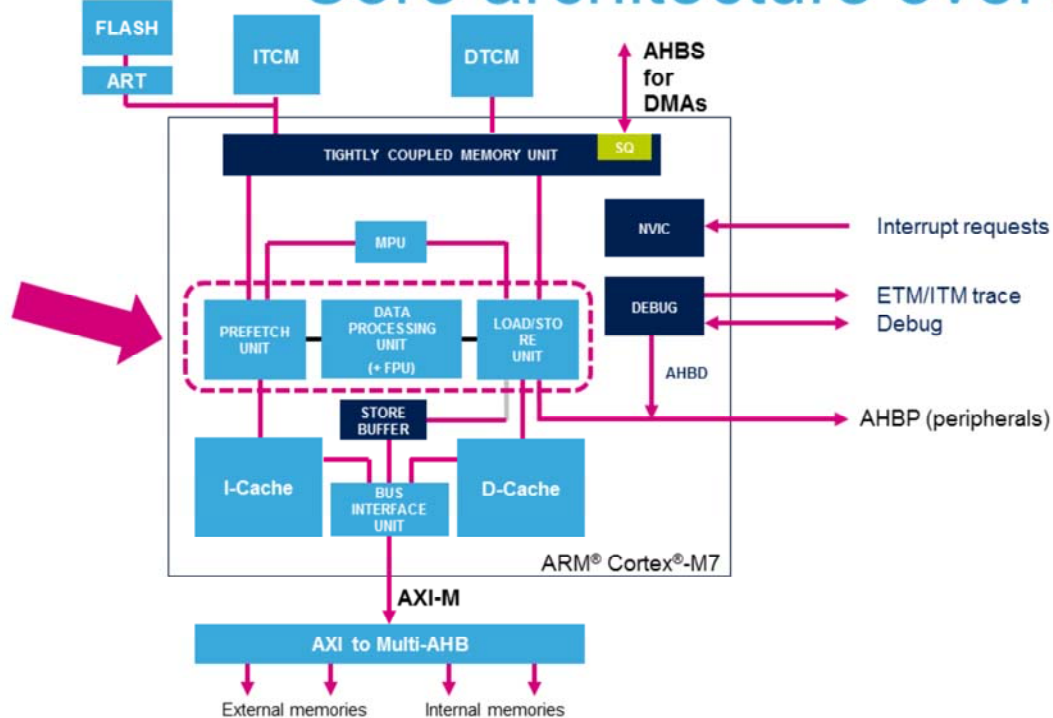 FLASH
ART
ITCM
DTCM
AHBS
for
DMAs
TIGHTLY COUPLED MEMORY UNIT
SQ
MPU
NVIC
Interrupt requests
DEBUG
ETM/ITM trace
Debug
AHBD
PREFETCH
UNIT
DATA
PROCESSING
UNIT
(+ FPU)
LOAD/STO
RE
UNIT
AHBP (peripherals)
STORE
BUFFER
I-Cache
BUS
INTERFACE
UNIT
D-Cache
ARM® Cortex®-M7
AXI-M
AXI to Multi-AHB
External memories
Internal memories